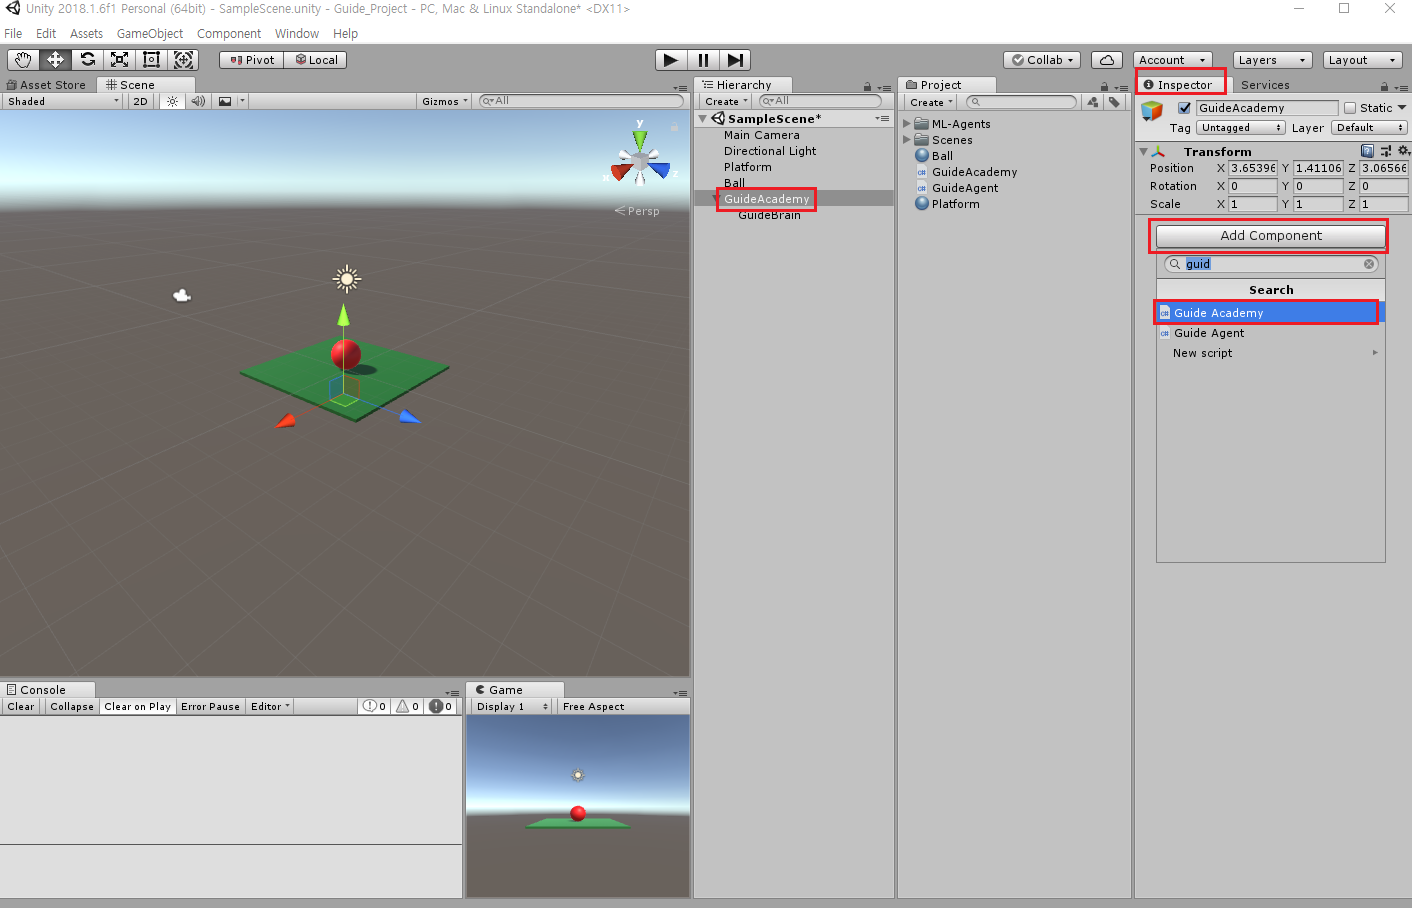 Unity 2018.1.6f1 Personal (64bit) - SampleScene.unity - Guide_Project - PC, Mac & Linux Standalone* <DX11>
File Edit Assets GameObject Component Window Help
Pivot Local Collab Account Layers Layout
Asset Store Scene
Shaded 2D Gizmos All
y
x
z
Persp
Hierarchy
Create All
SampleScene*
Main Camera
Directional Light
Platform
Ball
GuideAcademy
GuideBrain
Project
Create
ML-Agents
Scenes
Ball
GuideAcademy
GuideAgent
Platform
Inspector Services
GuideAcademy Static
Tag Untagged Layer Default
Transform
Position X 3.65396 Y 1.41106 Z 3.06566
Rotation X 0 Y 0 Z 0
Scale X 1 Y 1 Z 1
Add Component
guid
Search
Guide Academy
Guide Agent
New script
Console
Clear Collapse Clear on Play Error Pause Editor 0 0 0
Game
Display 1 Free Aspect